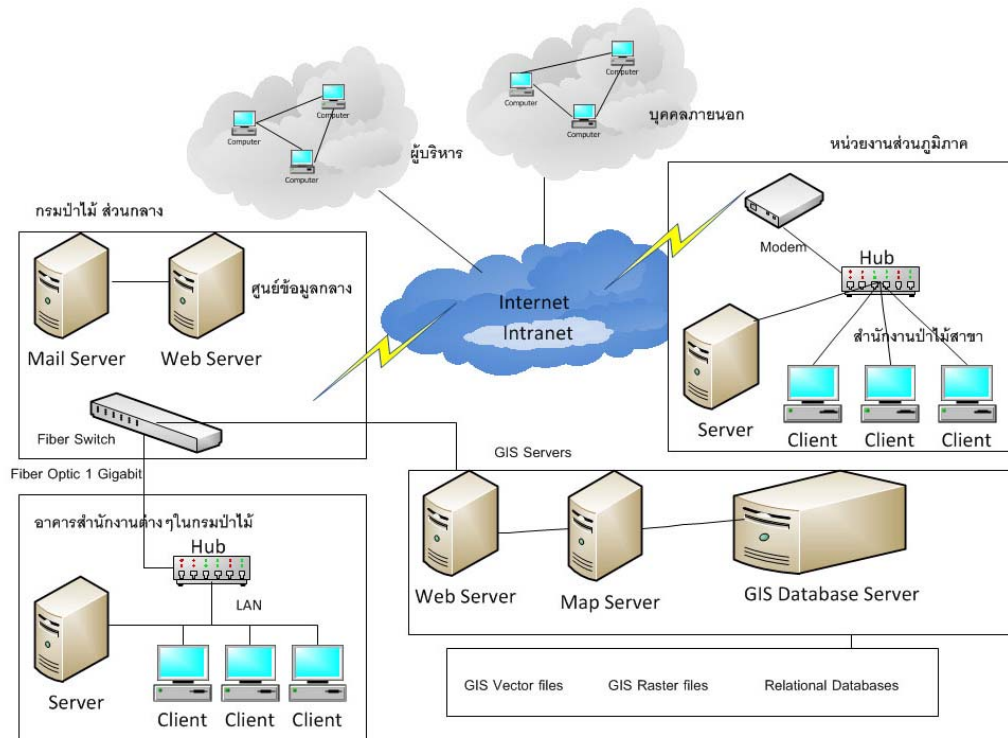 Computer
Computer
Computer
ผู้บริหาร
Computer
Computer
Computer
บุคคลภายนอก
หน่วยงานส่วนภูมิภาค
Modem
Hub
สำนักงานป่าไม้สาขา
Server
Client
Client
Client
กรมป่าไม้ ส่วนกลาง
ศูนย์ข้อมูลกลาง
Mail Server
Web Server
Internet
Intranet
Fiber Switch
Fiber Optic 1 Gigabit
GIS Servers
Web Server
Map Server
GIS Database Server
อาคารสำนักงานต่างๆในกรมป่าไม้
Hub
LAN
Server
Client
Client
Client
GIS Vector files
GIS Raster files
Relational Databases